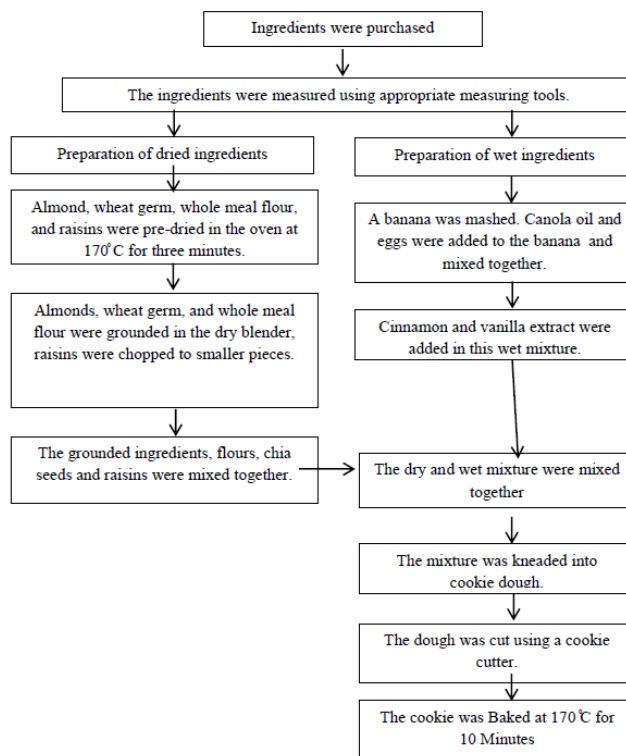 Ingredients were purchased
The ingredients were measured using appropriate measuring tools.
Preparation of dried ingredients
Preparation of wet ingredients
Almond, wheat germ, whole meal flour,
and raisins were pre-dried in the oven at
170°C for three minutes.
A banana was mashed. Canola oil and
eggs were added to the banana and
mixed together.
Almonds, wheat germ, and whole meal
flour were grounded in the dry blender,
raisins were chopped to smaller pieces.
Cinnamon and vanilla extract were
added in this wet mixture.
The grounded ingredients, flours, chia
seeds and raisins were mixed together.
The dry and wet mixture were mixed
together
The mixture was kneaded into
cookie dough.
The dough was cut using a cookie
cutter.
The cookie was Baked at 170℃ for
10 Minutes